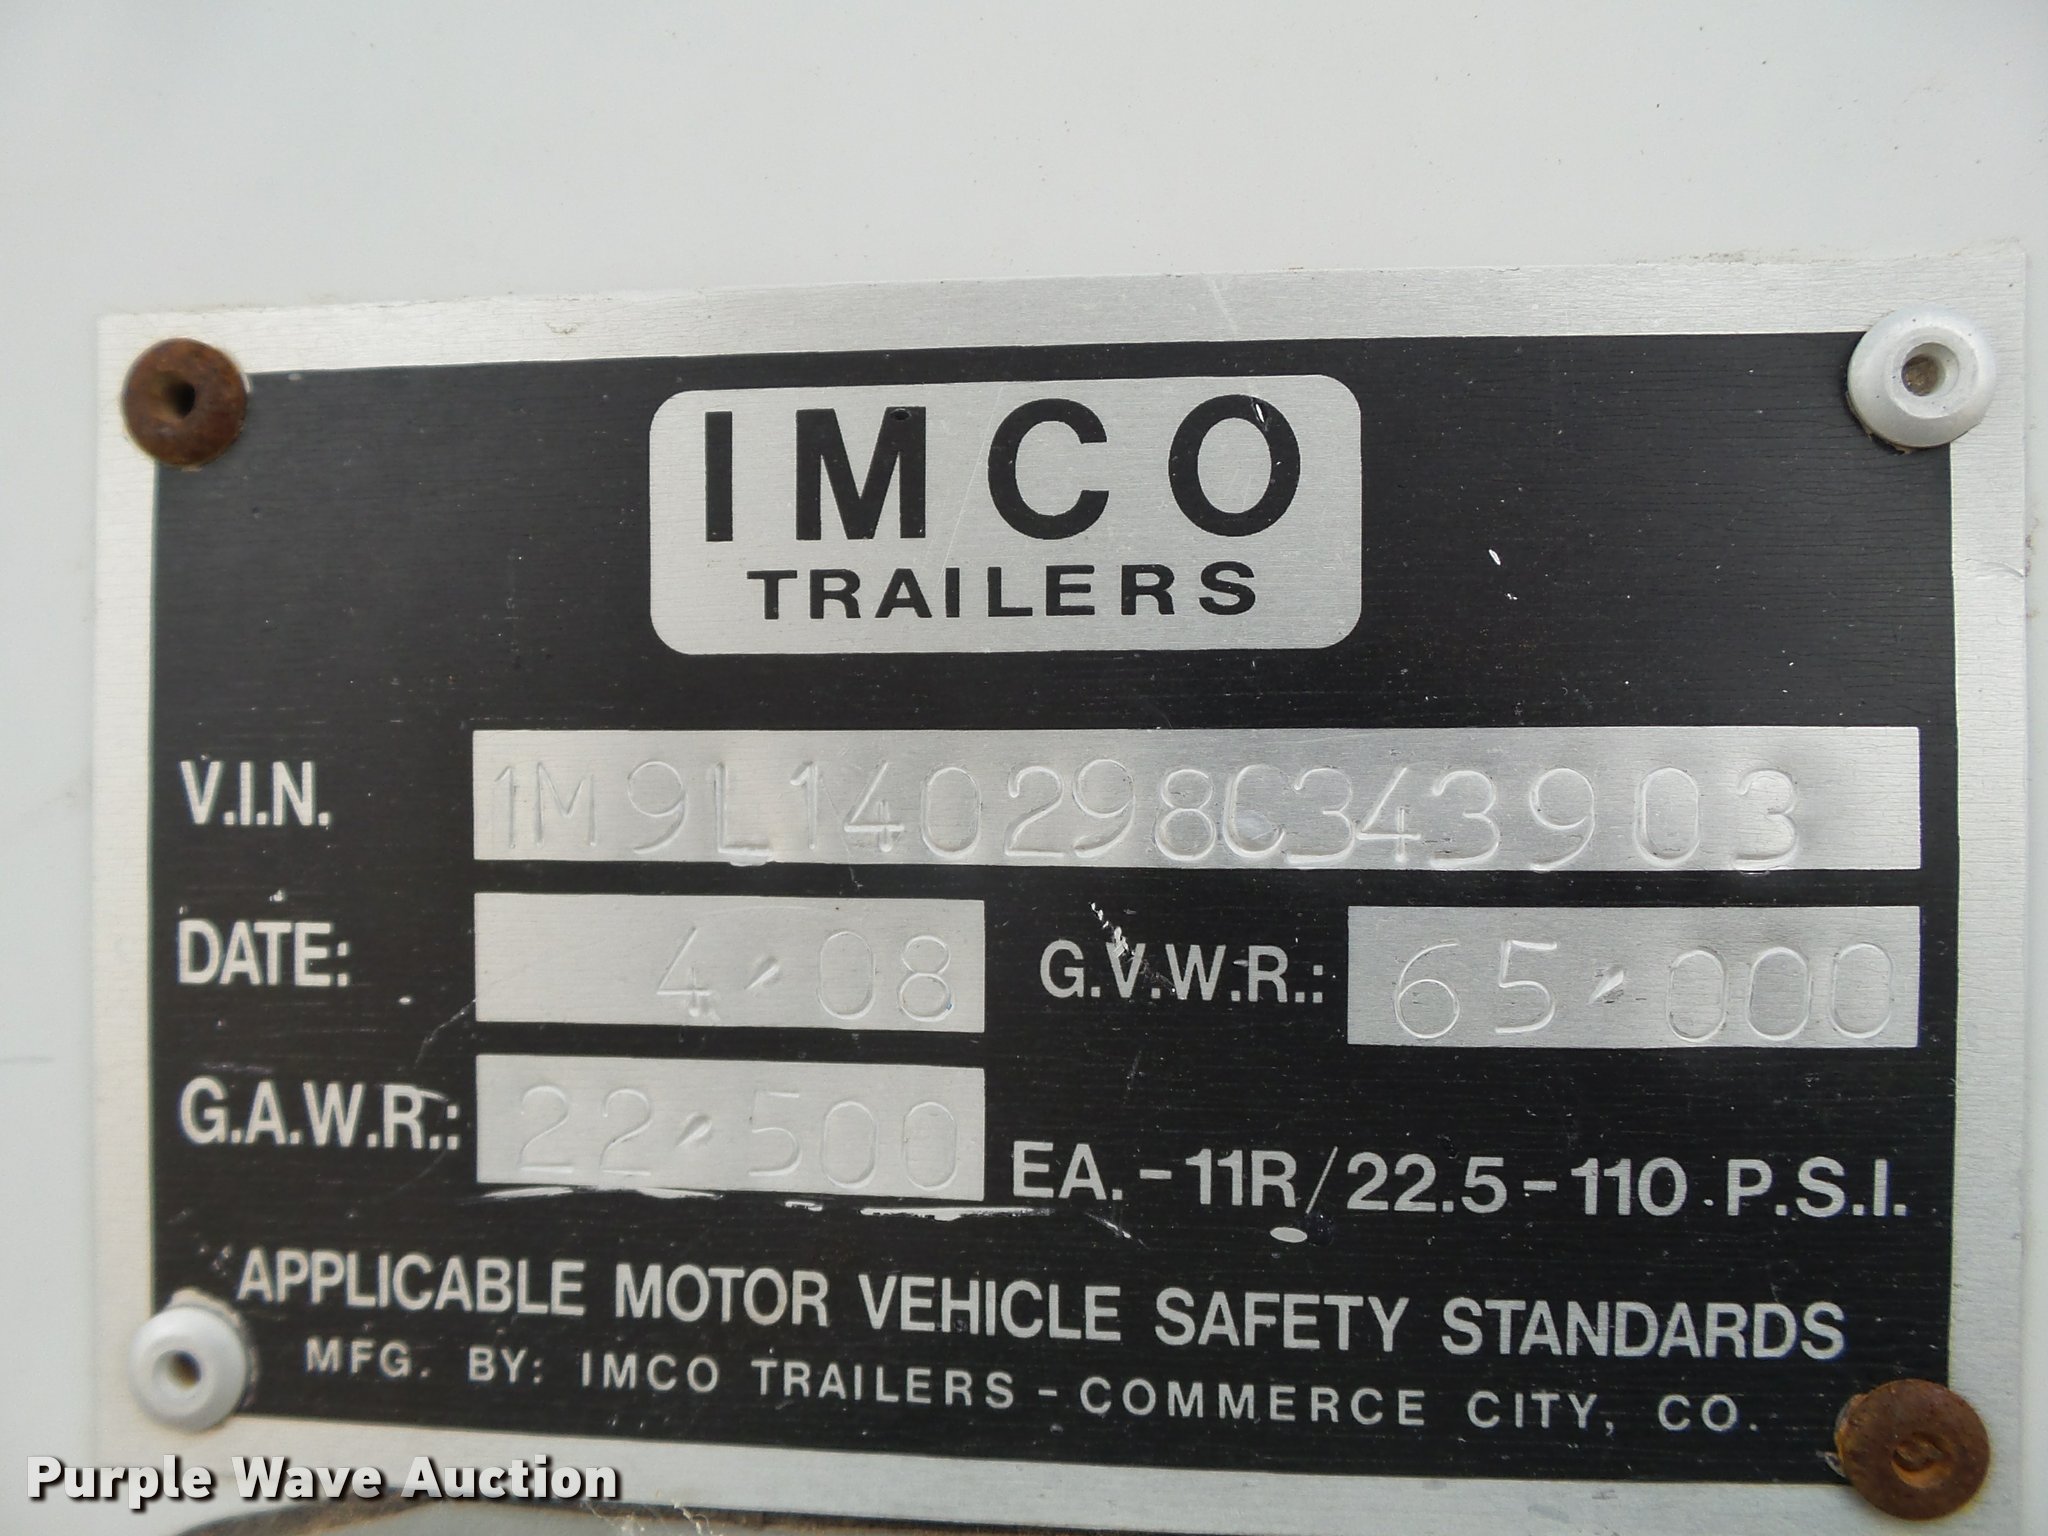 IMCO
TRAILERS
V.I.N. 1M9L140298C343903
DATE: 4-08 G.V.W.R.: 65,000
G.A.W.R.: 22,500 EA.-11R/22.5-110 P.S.I.
APPLICABLE MOTOR VEHICLE SAFETY STANDARDS
MFG. BY: IMCO TRAILERS - COMMERCE CITY, CO.
Purple Wave Auction